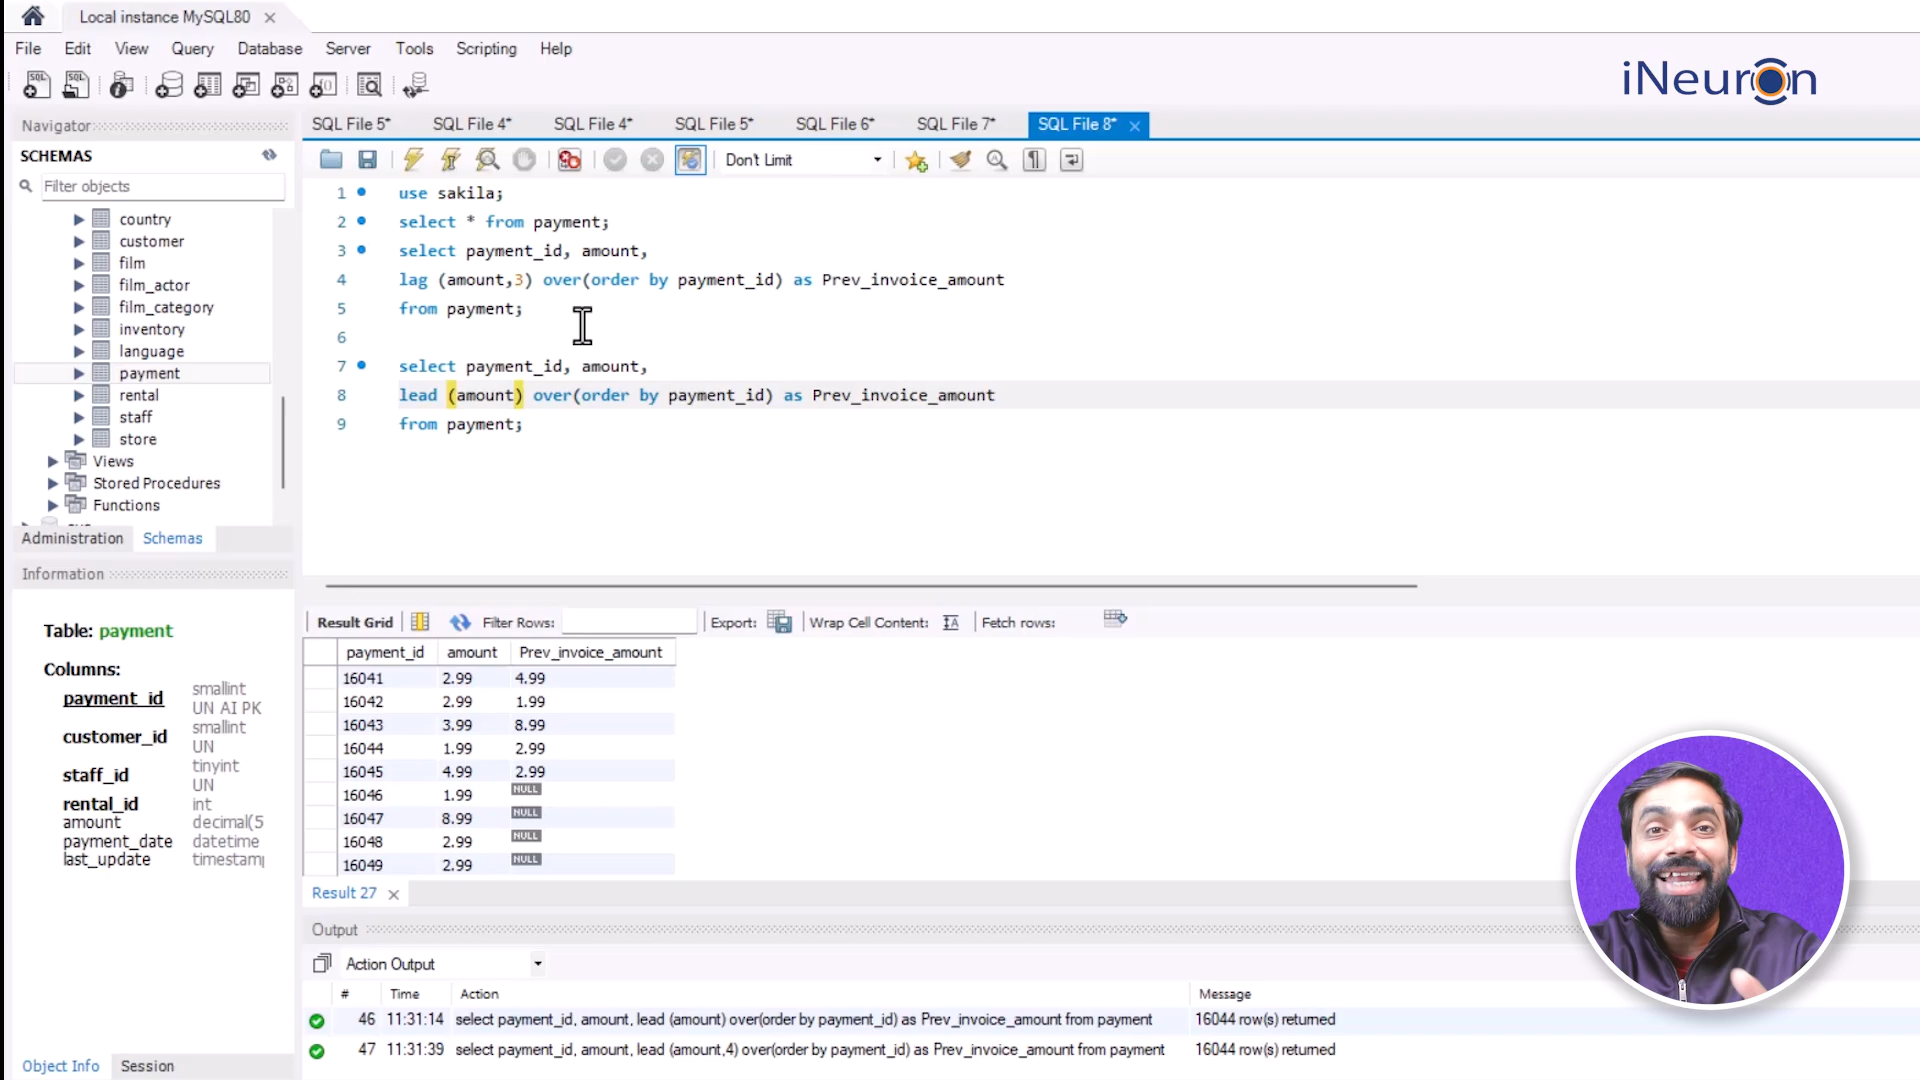 Local instance MySQL80
File Edit View Query Database Server Tools Scripting Help
iNeuron
Navigator
SCHEMAS
Filter objects
country
customer
film
film_actor
film_category
inventory
language
payment
rental
staff
store
Views
Stored Procedures
Functions
Administration Schemas
Information
Table: payment
Columns:
payment_id smallint UN AI PK
customer_id smallint UN
staff_id tinyint UN
rental_id int
amount decimal(5
payment_date datetime
last_update timestamp
Object Info Session
SQL File 5* SQL File 4* SQL File 4* SQL File 5* SQL File 6* SQL File 7* SQL File 8*
Don't Limit
1 use sakila;
2 select * from payment;
3 select payment_id, amount,
4 lag (amount,3) over(order by payment_id) as Prev_invoice_amount
5 from payment;
6
7 select payment_id, amount,
8 lead (amount) over(order by payment_id) as Prev_invoice_amount
9 from payment;
Result Grid Filter Rows: Export: Wrap Cell Content: Fetch rows:
payment_id amount Prev_invoice_amount
16041 2.99 4.99
16042 2.99 1.99
16043 3.99 8.99
16044 1.99 2.99
16045 4.99 2.99
16046 1.99 NULL
16047 8.99 NULL
16048 2.99 NULL
16049 2.99 NULL
Result 27
Output
Action Output
# Time Action Message
46 11:31:14 select payment_id, amount, lead (amount) over(order by payment_id) as Prev_invoice_amount from payment 16044 row(s) returned
47 11:31:39 select payment_id, amount, lead (amount,4) over(order by payment_id) as Prev_invoice_amount from payment 16044 row(s) returned